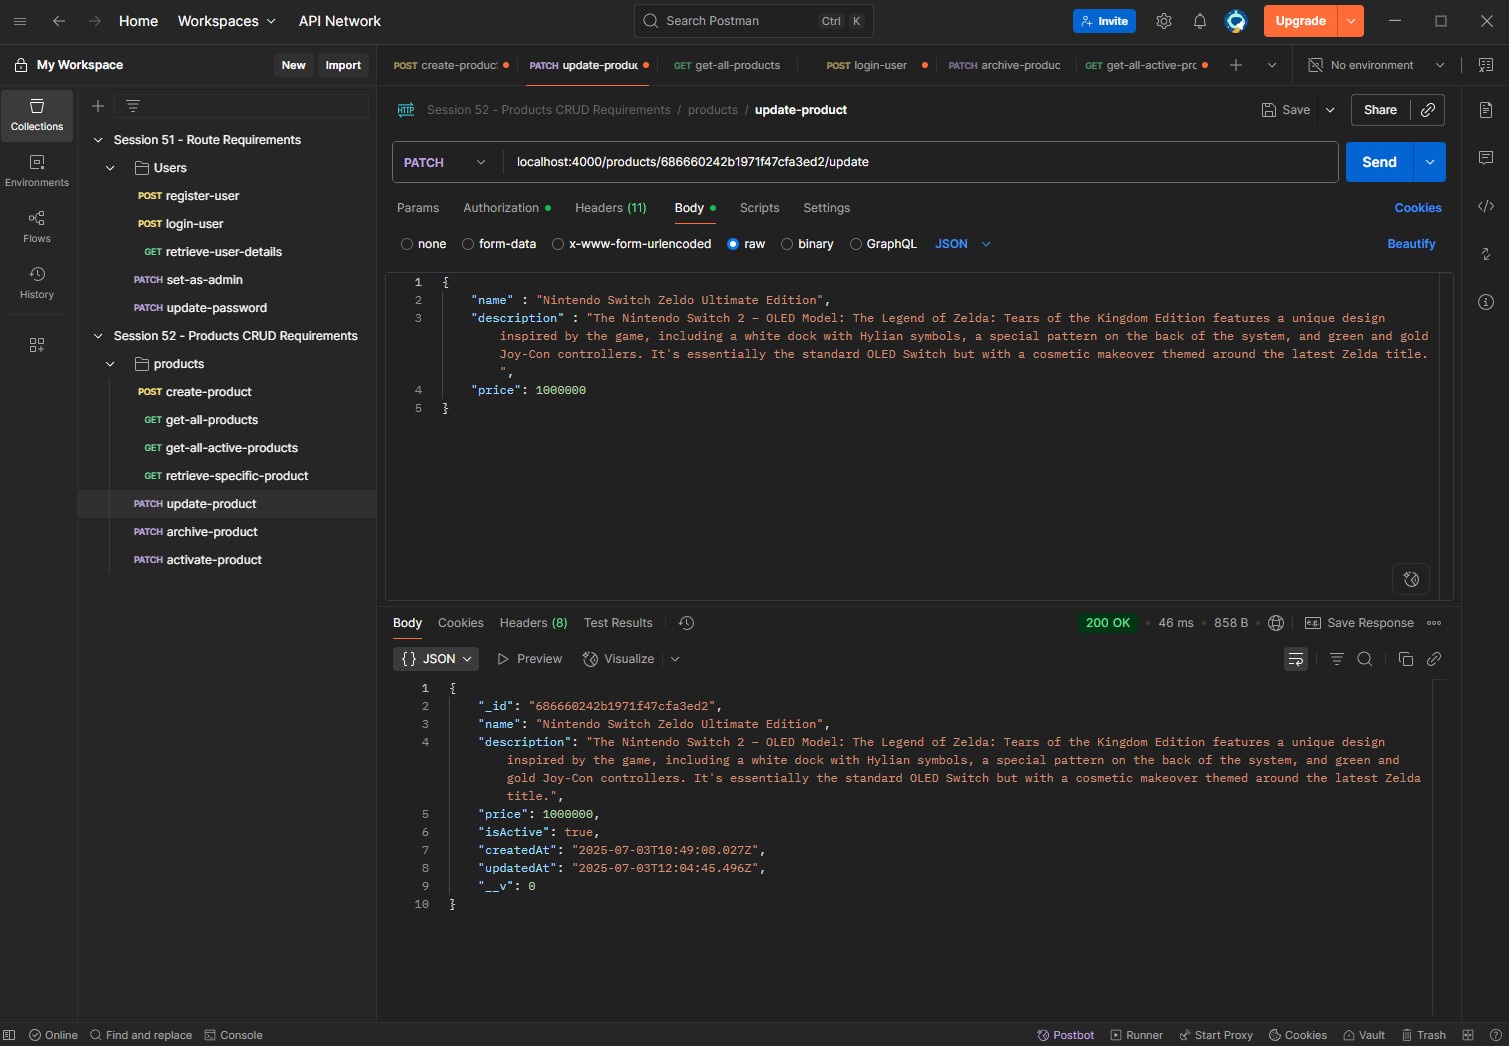 Home
Workspaces
API Network
Search Postman
Ctrl
K
Invite
Upgrade
My Workspace
New
Import
POST create-produc
PATCH update-produc
GET get-all-products
POST login-user
PATCH archive-produc
GET get-all-active-prc
No environment
Collections
Environments
Flows
History
Session 51 - Route Requirements
Users
POST register-user
POST login-user
GET retrieve-user-details
PATCH set-as-admin
PATCH update-password
Session 52 - Products CRUD Requirements
products
POST create-product
GET get-all-products
GET get-all-active-products
GET retrieve-specific-product
PATCH update-product
PATCH archive-product
PATCH activate-product
HTTP
Session 52 - Products CRUD Requirements / products / update-product
Save
Share
PATCH
localhost:4000/products/686660242b1971f47cfa3ed2/update
Send
Params
Authorization
Headers (11)
Body
Scripts
Settings
Cookies
none
form-data
x-www-form-urlencoded
raw
binary
GraphQL
JSON
Beautify
1 {
2 "name" : "Nintendo Switch Zeldo Ultimate Edition",
3 "description" : "The Nintendo Switch 2 – OLED Model: The Legend of Zelda: Tears of the Kingdom Edition features a unique design
inspired by the game, including a white dock with Hylian symbols, a special pattern on the back of the system, and green and gold
Joy-Con controllers. It's essentially the standard OLED Switch but with a cosmetic makeover themed around the latest Zelda title.
",
4 "price": 1000000
5 }
Body
Cookies
Headers (8)
Test Results
200 OK
46 ms
858 B
e.g.
Save Response
{} JSON
Preview
Visualize
1 {
2 "_id": "686660242b1971f47cfa3ed2",
3 "name": "Nintendo Switch Zeldo Ultimate Edition",
4 "description": "The Nintendo Switch 2 – OLED Model: The Legend of Zelda: Tears of the Kingdom Edition features a unique design
inspired by the game, including a white dock with Hylian symbols, a special pattern on the back of the system, and green and
gold Joy-Con controllers. It's essentially the standard OLED Switch but with a cosmetic makeover themed around the latest Zelda
title.",
5 "price": 1000000,
6 "isActive": true,
7 "createdAt": "2025-07-03T10:49:08.027Z",
8 "updatedAt": "2025-07-03T12:04:45.496Z",
9 "__v": 0
10 }
Online
Find and replace
Console
Postbot
Runner
Start Proxy
Cookies
Vault
Trash